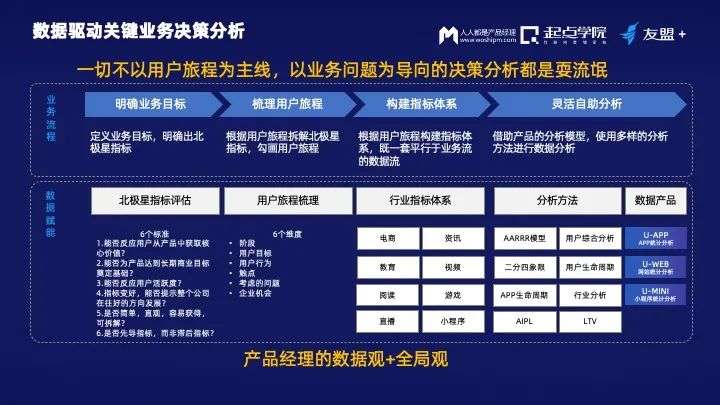 数据驱动关键业务决策分析
人人都是产品经理
www.woshipm.com
起点学院
友盟+
一切不以用户旅程为主线，以业务问题为导向的决策分析都是耍流氓
业务流程
明确业务目标
梳理用户旅程
构建指标体系
灵活自助分析
定义业务目标，明确出北
极星指标
根据用户旅程拆解北极星
指标，勾画用户旅程
根据用户旅程构建指标体
系，既一套平行于业务流
的数据流
借助产品的分析模型，使用多样的分析
方法进行数据分析
数据赋能
北极星指标评估
用户旅程梳理
行业指标体系
分析方法
数据产品
6个标准
1.能否反应用户从产品中获取核
心价值？
2.能否为产品达到长期商业目标
奠定基础？
3.能否反应用户活跃度？
4.指标变好，能否提示整个公司
在往好的方向发展？
5.是否简单，直观，容易获得，
可拆解？
6.是否先导指标，而非滞后指标？
6个维度
• 阶段
• 用户目标
• 用户行为
• 触点
• 考虑的问题
• 企业机会
电商
资讯
教育
视频
阅读
游戏
直播
小程序
AARRR模型
用户综合分析
二分四象限
用户生命周期
APP生命周期
行业分析
AIPL
LTV
U-APP
APP统计分析
U-WEB
网站统计分析
U-MINI
小程序统计分析
产品经理的数据观+全局观